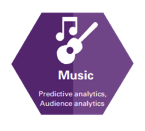 Music
Predictive analytics,
Audience analytics